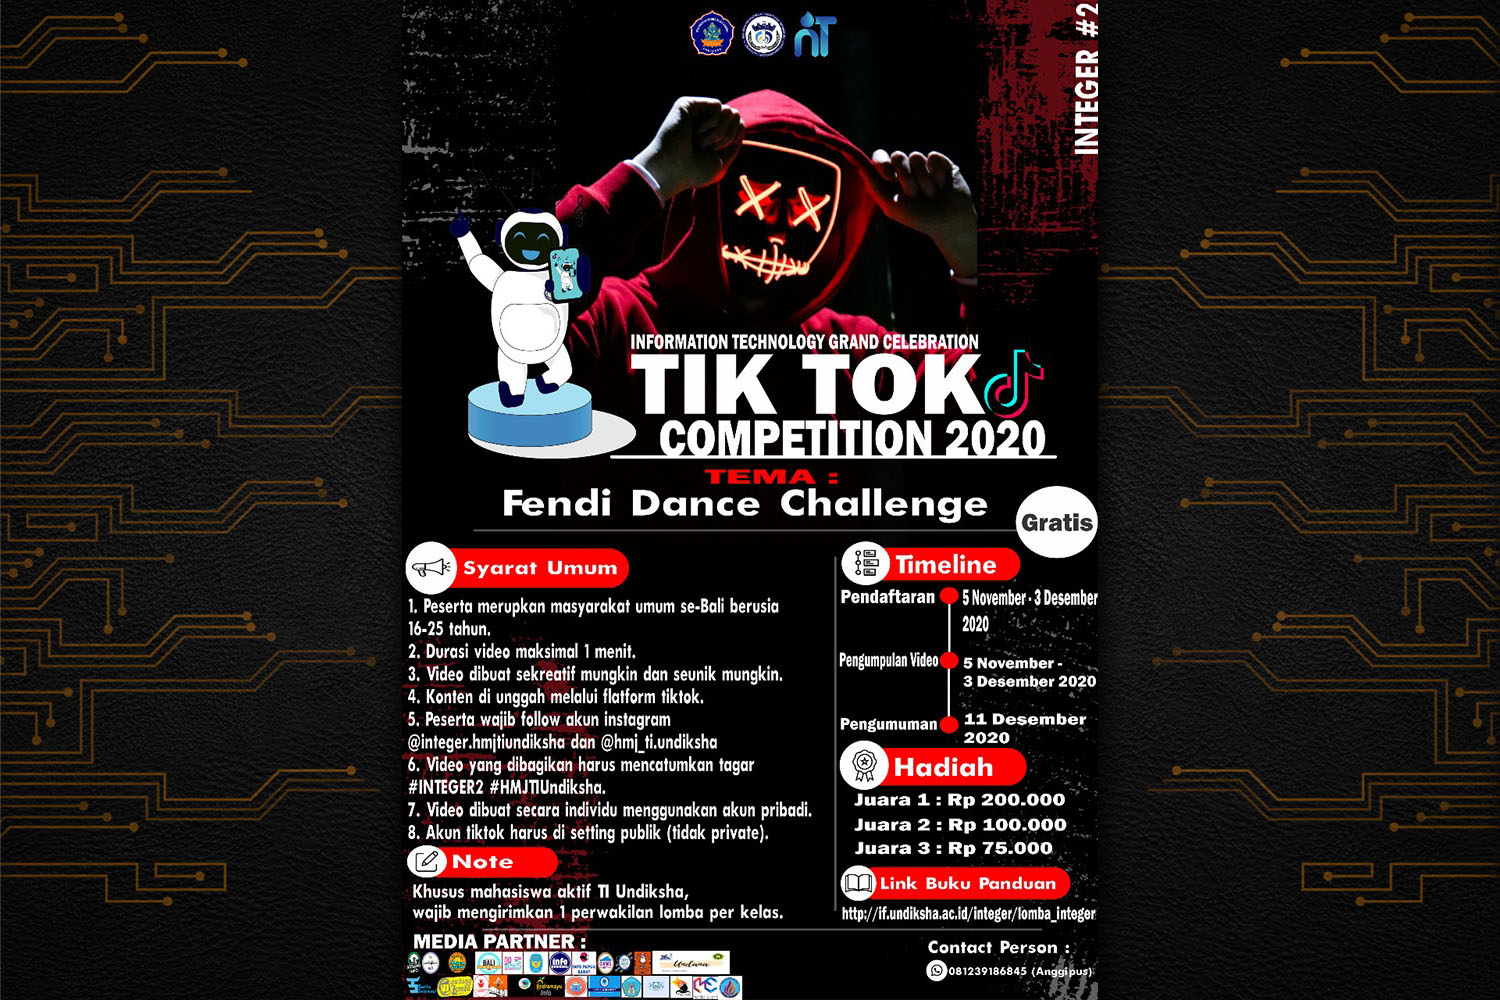 INTEGER #2
INFORMATION TECHNOLOGY GRAND CELEBRATION
TIK TOK
COMPETITION 2020
TEMA :
Fendi Dance Challenge
Gratis
Syarat Umum
1. Peserta merupkan masyarakat umum se-Bali berusia
16-25 tahun.
2. Durasi video maksimal 1 menit.
3. Video dibuat sekreatif mungkin dan seunik mungkin.
4. Konten di unggah melalui flatform tiktok.
5. Peserta wajib follow akun instagram
@integer.hmjtiundiksha dan @hmj_ti.undiksha
6. Video yang dibagikan harus mencatumkan tagar
#INTEGER2 #HMJTIUndiksha.
7. Video dibuat secara individu menggunakan akun pribadi.
8. Akun tiktok harus di setting publik (tidak private).
Note
Khusus mahasiswa aktif TI Undiksha,
wajib mengirimkan 1 perwakilan lomba per kelas.
Timeline
Pendaftaran 5 November - 3 Desember
2020
Pengumpulan Video 5 November -
3 Desember 2020
Pengumuman 11 Desember
2020
Hadiah
Juara 1 : Rp 200.000
Juara 2 : Rp 100.000
Juara 3 : Rp 75.000
Link Buku Panduan
http://if.undiksha.ac.id/integer/lomba_integer
MEDIA PARTNER :
BALI
info
Undana
Indramayu
Info
Contact Person :
081239186845 (Anggipus)